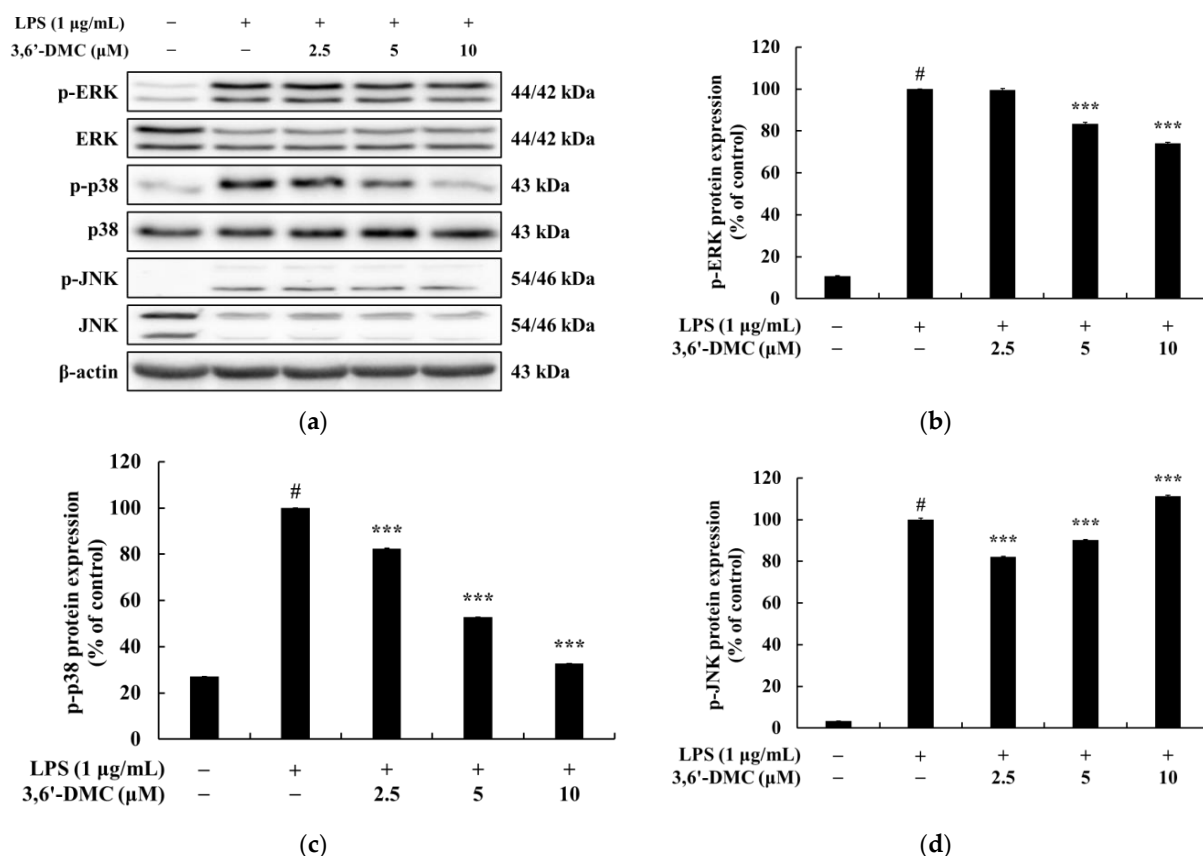 LPS (1 µg/mL) – + + + +
3,6'-DMC (µM) – – 2.5 5 10
p-ERK 44/42 kDa
ERK 44/42 kDa
p-p38 43 kDa
p38 43 kDa
p-JNK 54/46 kDa
JNK 54/46 kDa
β-actin 43 kDa
(a)
p-ERK protein expression
(% of control)
120
100
80
60
40
20
0
#
***
***
LPS (1 µg/mL) – + + + +
3,6'-DMC (µM) – – 2.5 5 10
(b)
p-p38 protein expression
(% of control)
120
100
80
60
40
20
0
#
***
***
***
LPS (1 µg/mL) – + + + +
3,6'-DMC (µM) – – 2.5 5 10
(c)
p-JNK protein expression
(% of control)
120
100
80
60
40
20
0
#
***
***
***
LPS (1 µg/mL) – + + + +
3,6'-DMC (µM) – – 2.5 5 10
(d)